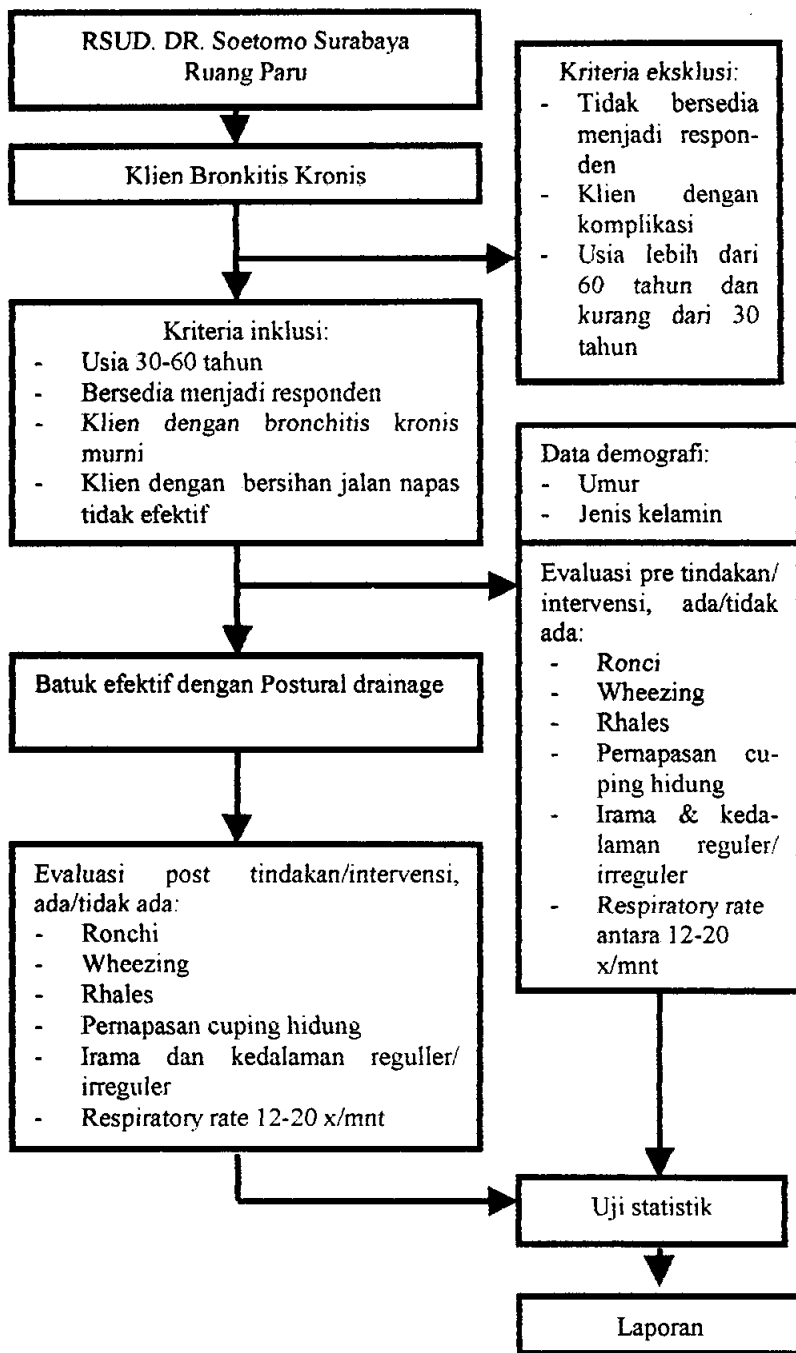 RSUD. DR. Soetomo Surabaya
Ruang Paru
Klien Bronkitis Kronis
Kriteria eksklusi:
- Tidak bersedia
menjadi respon-
den
- Klien dengan
komplikasi
- Usia lebih dari
60 tahun dan
kurang dari 30
tahun
Kriteria inklusi:
- Usia 30-60 tahun
- Bersedia menjadi responden
- Klien dengan bronchitis kronis
murni
- Klien dengan bersihan jalan napas
tidak efektif
Data demografi:
- Umur
- Jenis kelamin
Evaluasi pre tindakan/
intervensi, ada/tidak
ada:
- Ronci
- Wheezing
- Rhales
- Pernapasan cu-
ping hidung
- Irama & keda-
laman reguler/
irreguler
- Respiratory rate
antara 12-20
x/mnt
Batuk efektif dengan Postural drainage
Evaluasi post tindakan/intervensi,
ada/tidak ada:
- Ronchi
- Wheezing
- Rhales
- Pernapasan cuping hidung
- Irama dan kedalaman reguller/
irreguler
- Respiratory rate 12-20 x/mnt
Uji statistik
Laporan